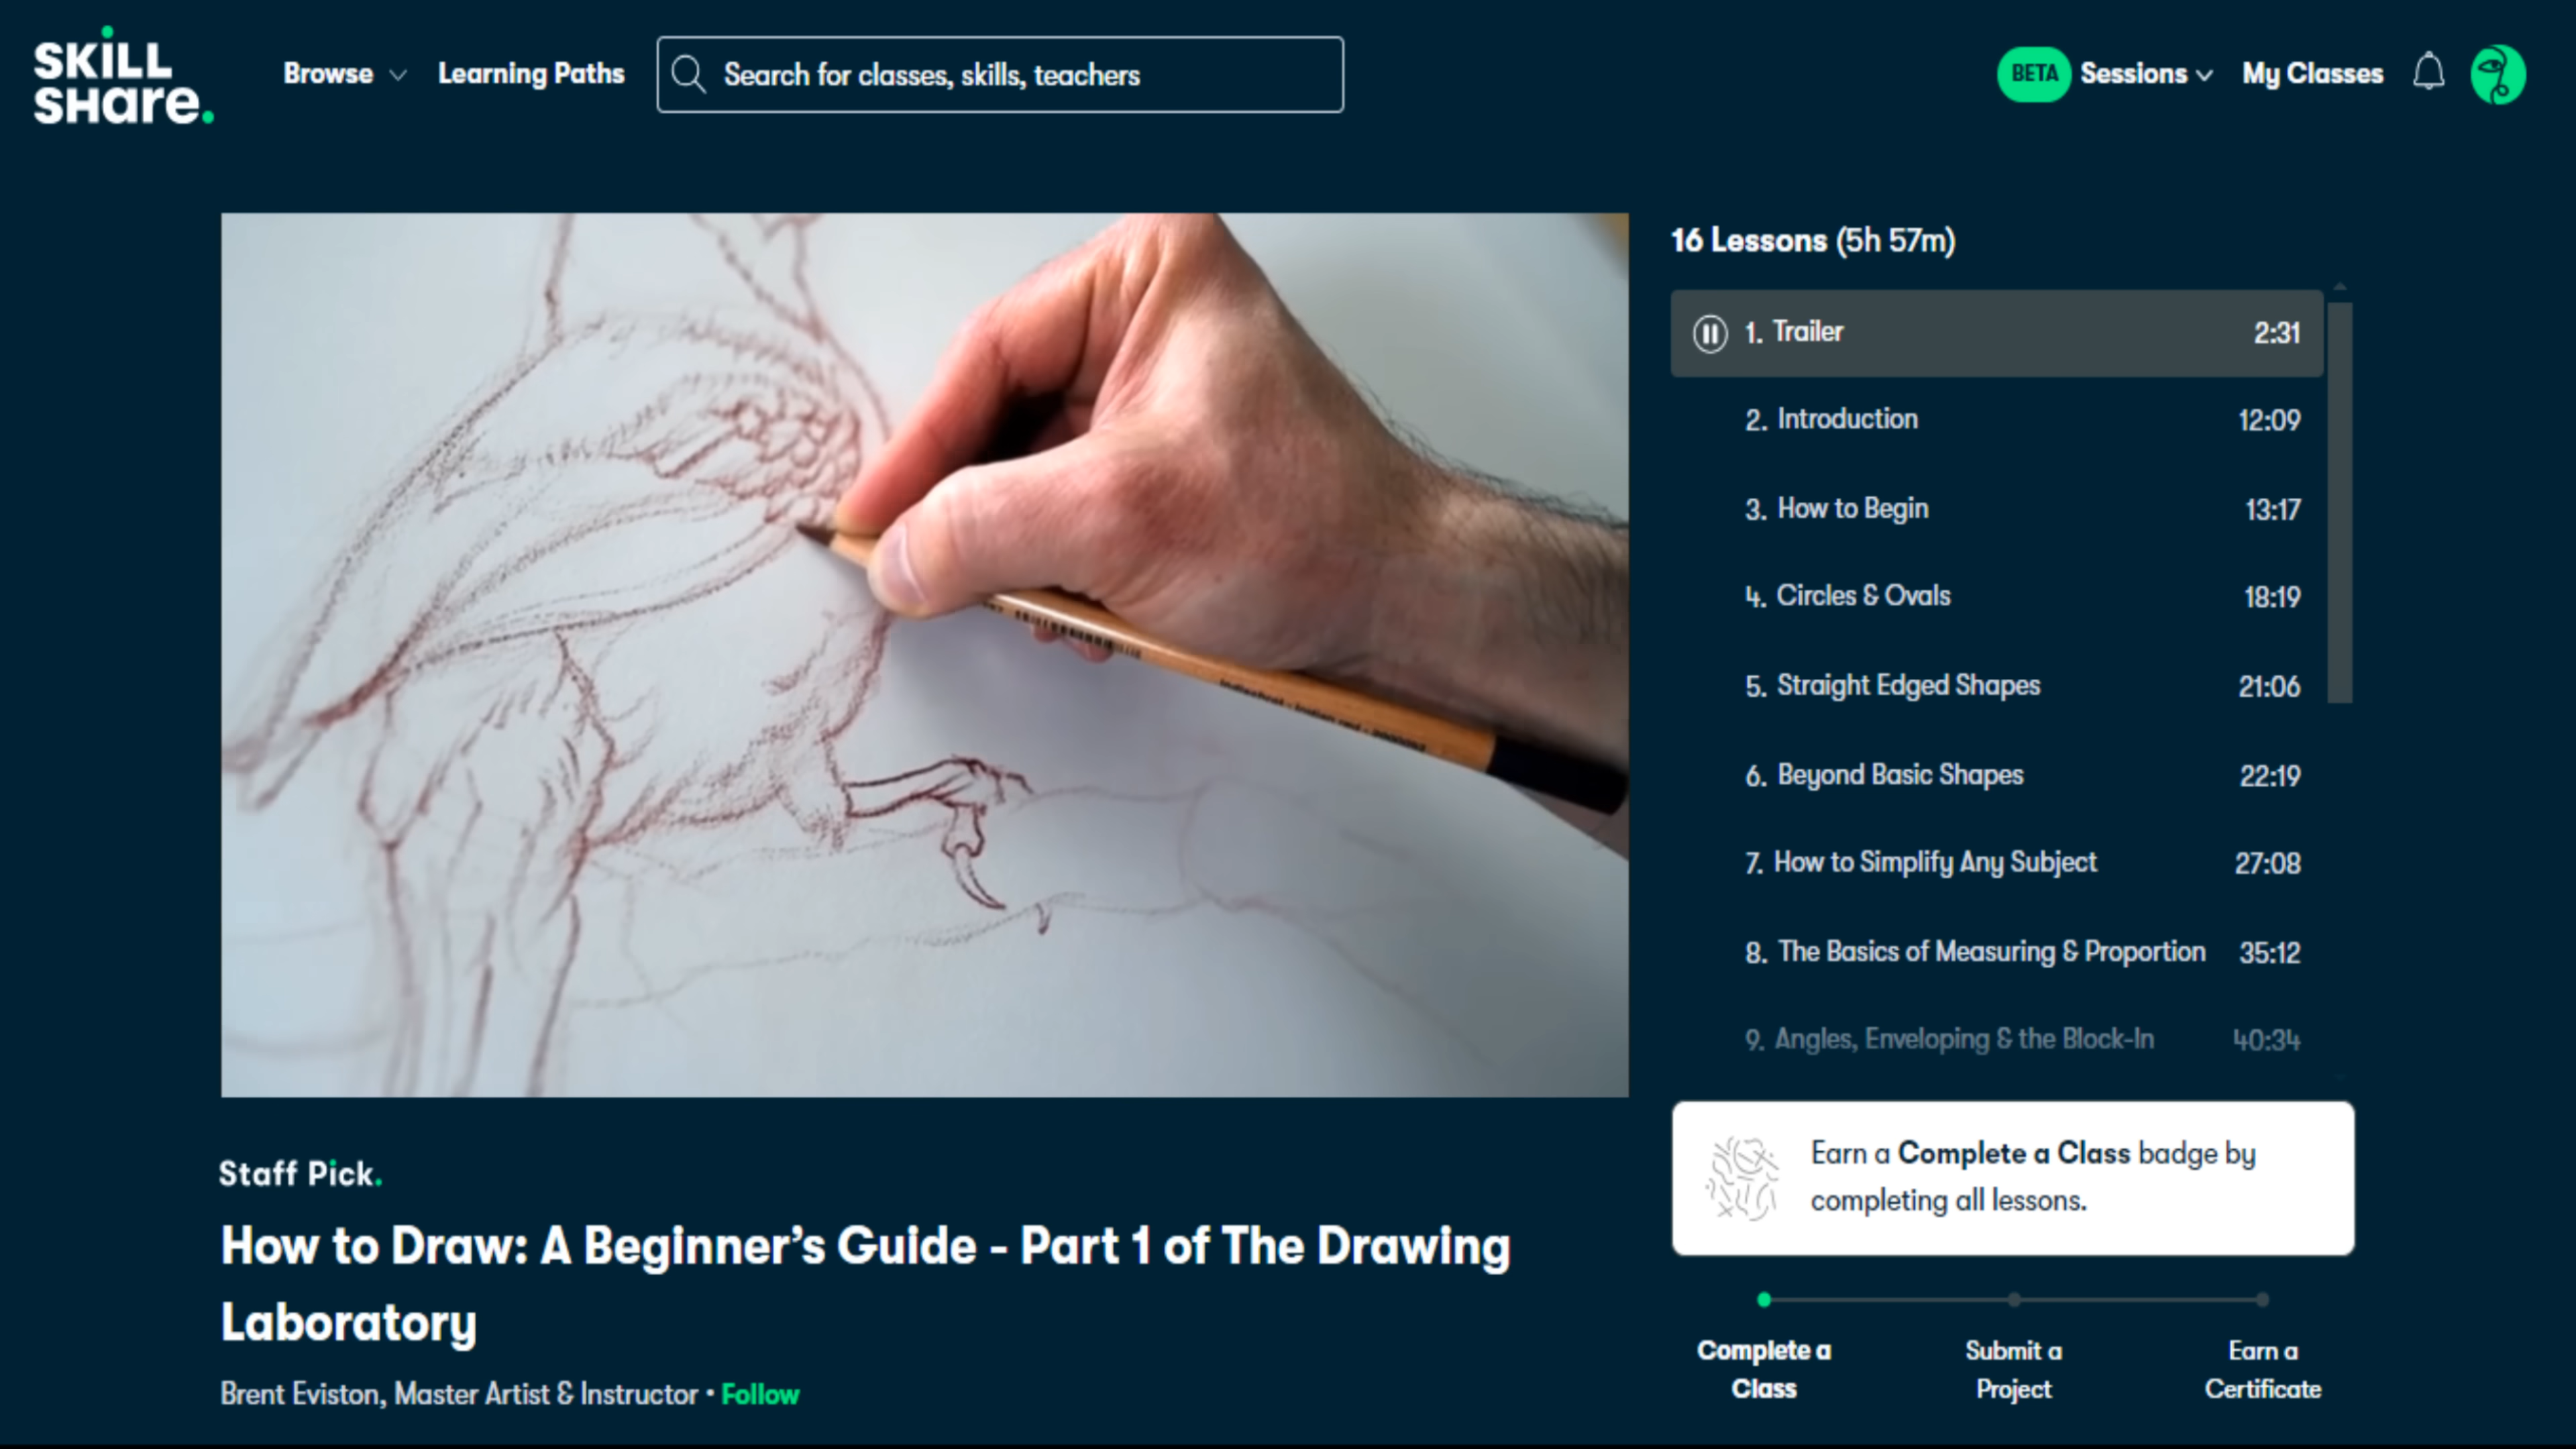 SKiLL
SHare.
Browse
Learning Paths
Search for classes, skills, teachers
BETA
Sessions
My Classes
16 Lessons (5h 57m)
1. Trailer 2:31
2. Introduction 12:09
3. How to Begin 13:17
4. Circles & Ovals 18:19
5. Straight Edged Shapes 21:06
6. Beyond Basic Shapes 22:19
7. How to Simplify Any Subject 27:08
8. The Basics of Measuring & Proportion 35:12
9. Angles, Enveloping & the Block-In 40:34
Earn a Complete a Class badge by
completing all lessons.
Complete a
Class
Submit a
Project
Earn a
Certificate
Staff Pick.
How to Draw: A Beginner’s Guide - Part 1 of The Drawing
Laboratory
Brent Eviston, Master Artist & Instructor • Follow